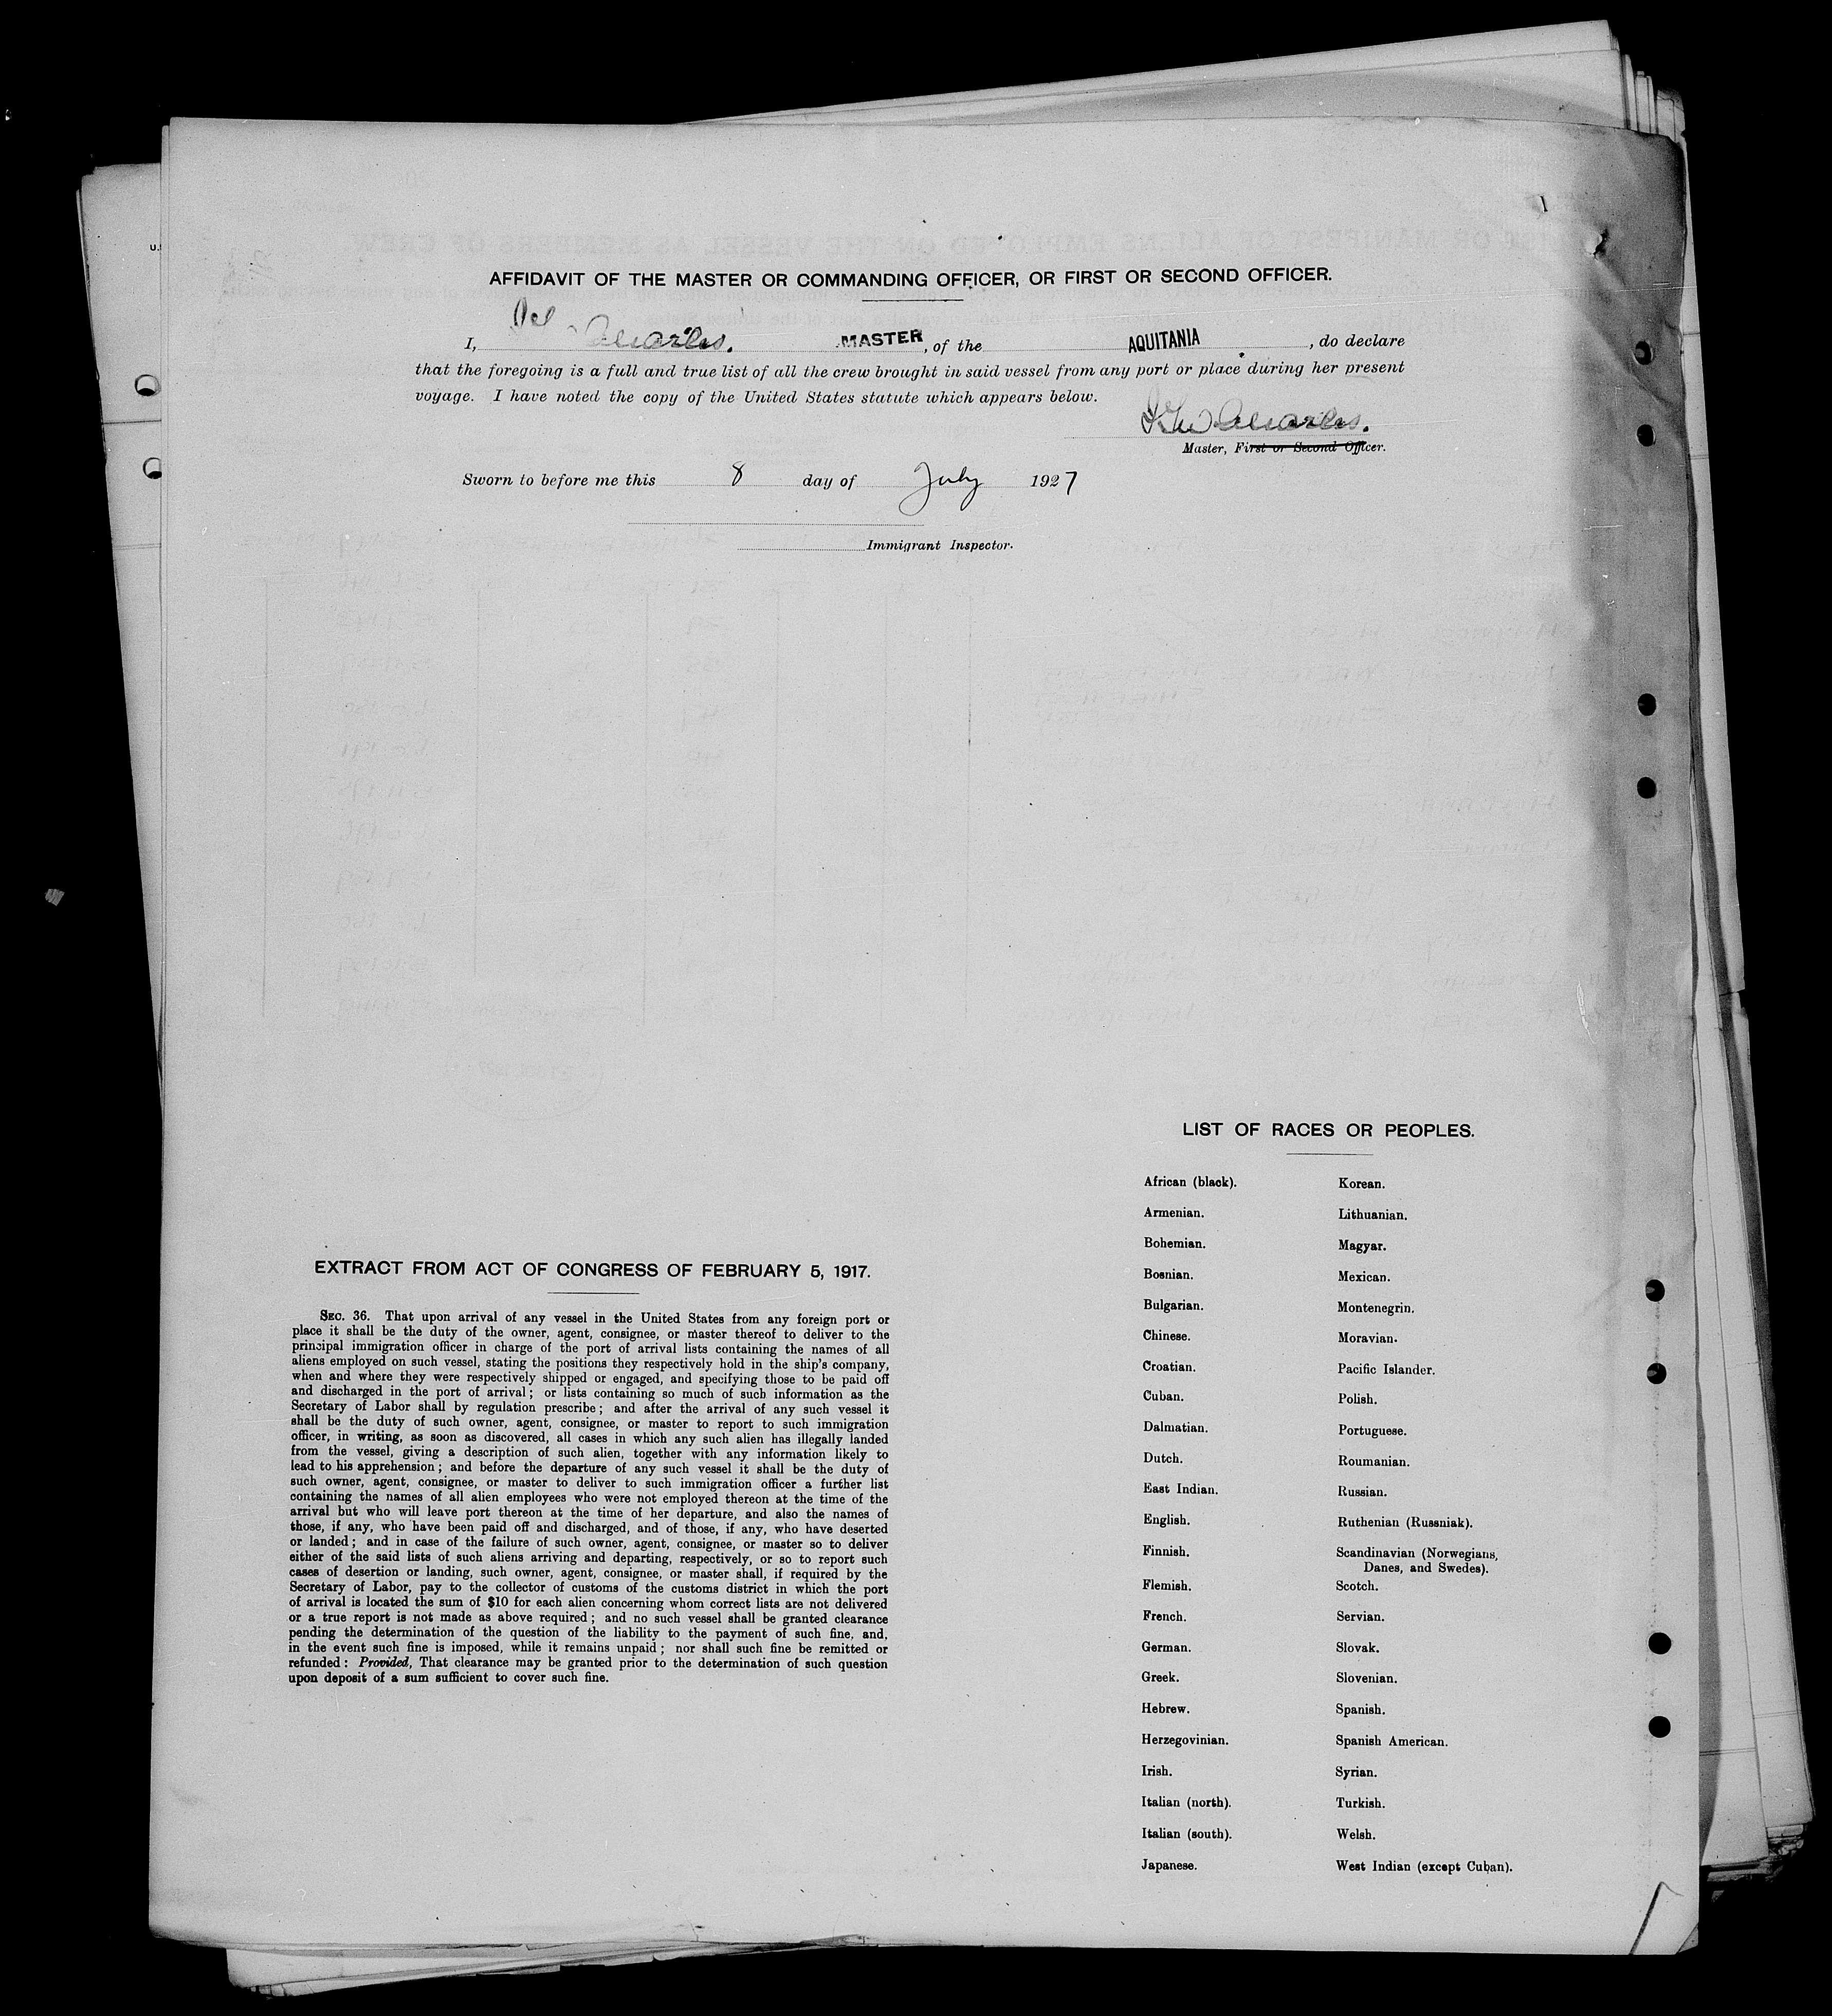 AFFIDAVIT OF THE MASTER OR COMMANDING OFFICER, OR FIRST OR SECOND OFFICER.
I, Charles. MASTER, of the AQUITANIA, do declare
that the foregoing is a full and true list of all the crew brought in said vessel from any port or place during her present
voyage. I have noted the copy of the United States statute which appears below.
Charles.
Master, First or Second Officer.
Sworn to before me this 8 day of July 1927
Immigrant Inspector.
LIST OF RACES OR PEOPLES.
African (black).
Armenian.
Bohemian.
Bosnian.
Bulgarian.
Chinese.
Croatian.
Cuban.
Dalmatian.
Dutch.
East Indian.
English.
Finnish.
Flemish.
French.
German.
Greek.
Hebrew.
Herzegovinian.
Irish.
Italian (north).
Italian (south).
Japanese.
Korean.
Lithuanian.
Magyar.
Mexican.
Montenegrin.
Moravian.
Pacific Islander.
Polish.
Portuguese.
Roumanian.
Russian.
Ruthenian (Russniak).
Scandinavian (Norwegians,
Danes, and Swedes).
Scotch.
Servian.
Slovak.
Slovenian.
Spanish.
Spanish American.
Syrian.
Turkish.
Welsh.
West Indian (except Cuban).
EXTRACT FROM ACT OF CONGRESS OF FEBRUARY 5, 1917.
SEC. 36. That upon arrival of any vessel in the United States from any foreign port or
place it shall be the duty of the owner, agent, consignee, or master thereof to deliver to the
principal immigration officer in charge of the port of arrival lists containing the names of all
aliens employed on such vessel, stating the positions they respectively hold in the ship's company,
when and where they were respectively shipped or engaged, and specifying those to be paid off
and discharged in the port of arrival; or lists containing so much of such information as the
Secretary of Labor shall by regulation prescribe; and after the arrival of any such vessel it
shall be the duty of such owner, agent, consignee, or master to report to such immigration
officer, in writing, as soon as discovered, all cases in which any such alien has illegally landed
from the vessel, giving a description of such alien, together with any information likely to
lead to his apprehension; and before the departure of any such vessel it shall be the duty of
such owner, agent, consignee, or master to deliver to such immigration officer a further list
containing the names of all alien employees who were not employed thereon at the time of the
arrival but who will leave port thereon at the time of her departure, and also the names of
those, if any, who have been paid off and discharged, and of those, if any, who have deserted
or landed; and in case of the failure of such owner, agent, consignee, or master so to deliver
either of the said lists of such aliens arriving and departing, respectively, or so to report such
cases of desertion or landing, such owner, agent, consignee, or master shall, if required by the
Secretary of Labor, pay to the collector of customs of the customs district in which the port
of arrival is located the sum of $10 for each alien concerning whom correct lists are not delivered
or a true report is not made as above required; and no such vessel shall be granted clearance
pending the determination of the question of the liability to the payment of such fine, and,
in the event such fine is imposed, while it remains unpaid; nor shall such fine be remitted or
refunded: Provided, That clearance may be granted prior to the determination of such question
upon deposit of a sum sufficient to cover such fine.